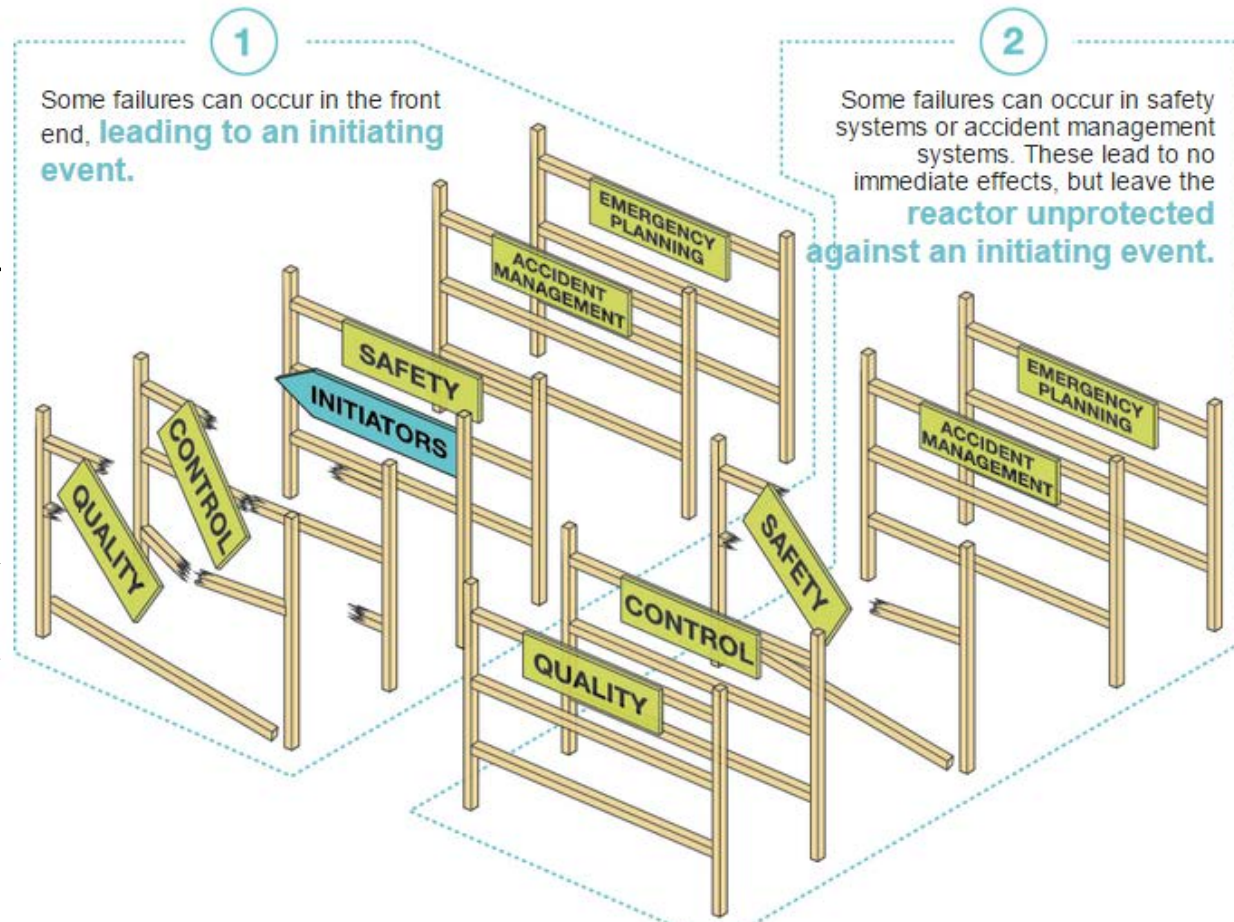 1
Some failures can occur in the front
end, leading to an initiating
event.
EMERGENCY
PLANNING
ACCIDENT
MANAGEMENT
SAFETY
INITIATORS
CONTROL
QUALITY
2
Some failures can occur in safety
systems or accident management
systems. These lead to no
immediate effects, but leave the
reactor unprotected
against an initiating event.
EMERGENCY
PLANNING
ACCIDENT
MANAGEMENT
SAFETY
CONTROL
QUALITY